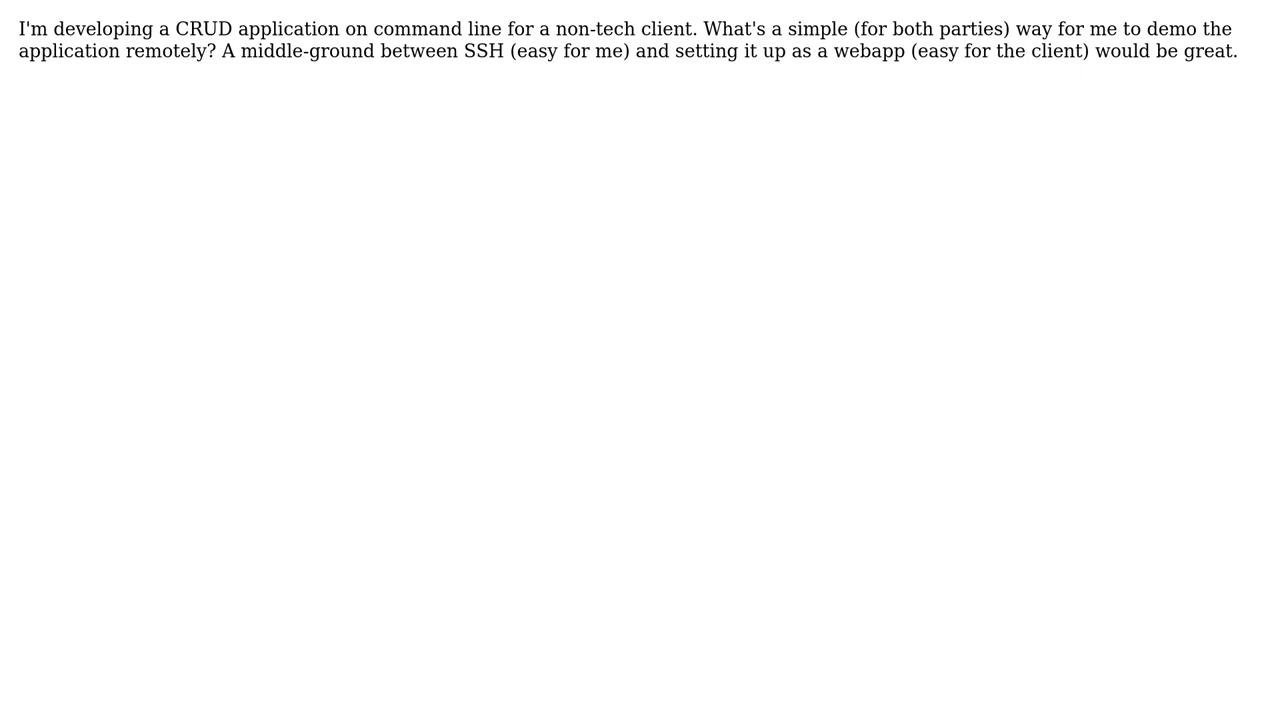 I'm developing a CRUD application on command line for a non-tech client. What's a simple (for both parties) way for me to demo the
application remotely? A middle-ground between SSH (easy for me) and setting it up as a webapp (easy for the client) would be great.